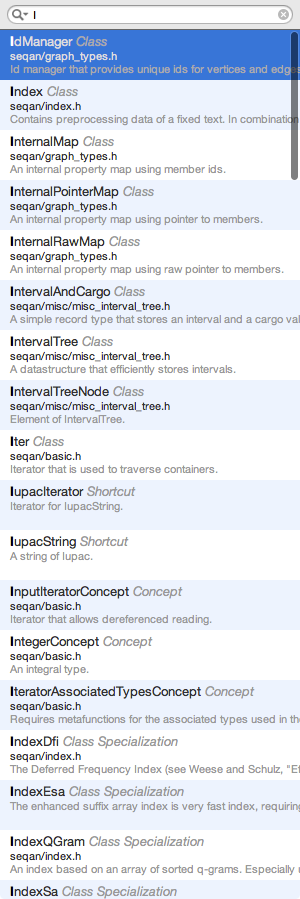 I
IdManager Class
seqan/graph_types.h
Id manager that provides unique ids for vertices and edges
Index Class
seqan/index.h
Contains preprocessing data of a fixed text. In combination
InternalMap Class
seqan/graph_types.h
An internal property map using member ids.
InternalPointerMap Class
seqan/graph_types.h
An internal property map using pointer to members.
InternalRawMap Class
seqan/graph_types.h
An internal property map using raw pointer to members.
IntervalAndCargo Class
seqan/misc/misc_interval_tree.h
A simple record type that stores an interval and a cargo val
IntervalTree Class
seqan/misc/misc_interval_tree.h
A datastructure that efficiently stores intervals.
IntervalTreeNode Class
seqan/misc/misc_interval_tree.h
Element of IntervalTree.
Iter Class
seqan/basic.h
Iterator that is used to traverse containers.
IupacIterator Shortcut
Iterator for IupacString.
IupacString Shortcut
A string of Iupac.
InputIteratorConcept Concept
seqan/basic.h
Iterator that allows dereferenced reading.
IntegerConcept Concept
seqan/basic.h
An integral type.
IteratorAssociatedTypesConcept Concept
seqan/basic.h
Requires metafunctions for the associated types used in the
IndexDfi Class Specialization
seqan/index.h
The Deferred Frequency Index (see Weese and Schulz, "Ef
IndexEsa Class Specialization
The enhanced suffix array index is very fast index, requiring
IndexQGram Class Specialization
seqan/index.h
An index based on an array of sorted q-grams. Especially
IndexSa Class Specialization